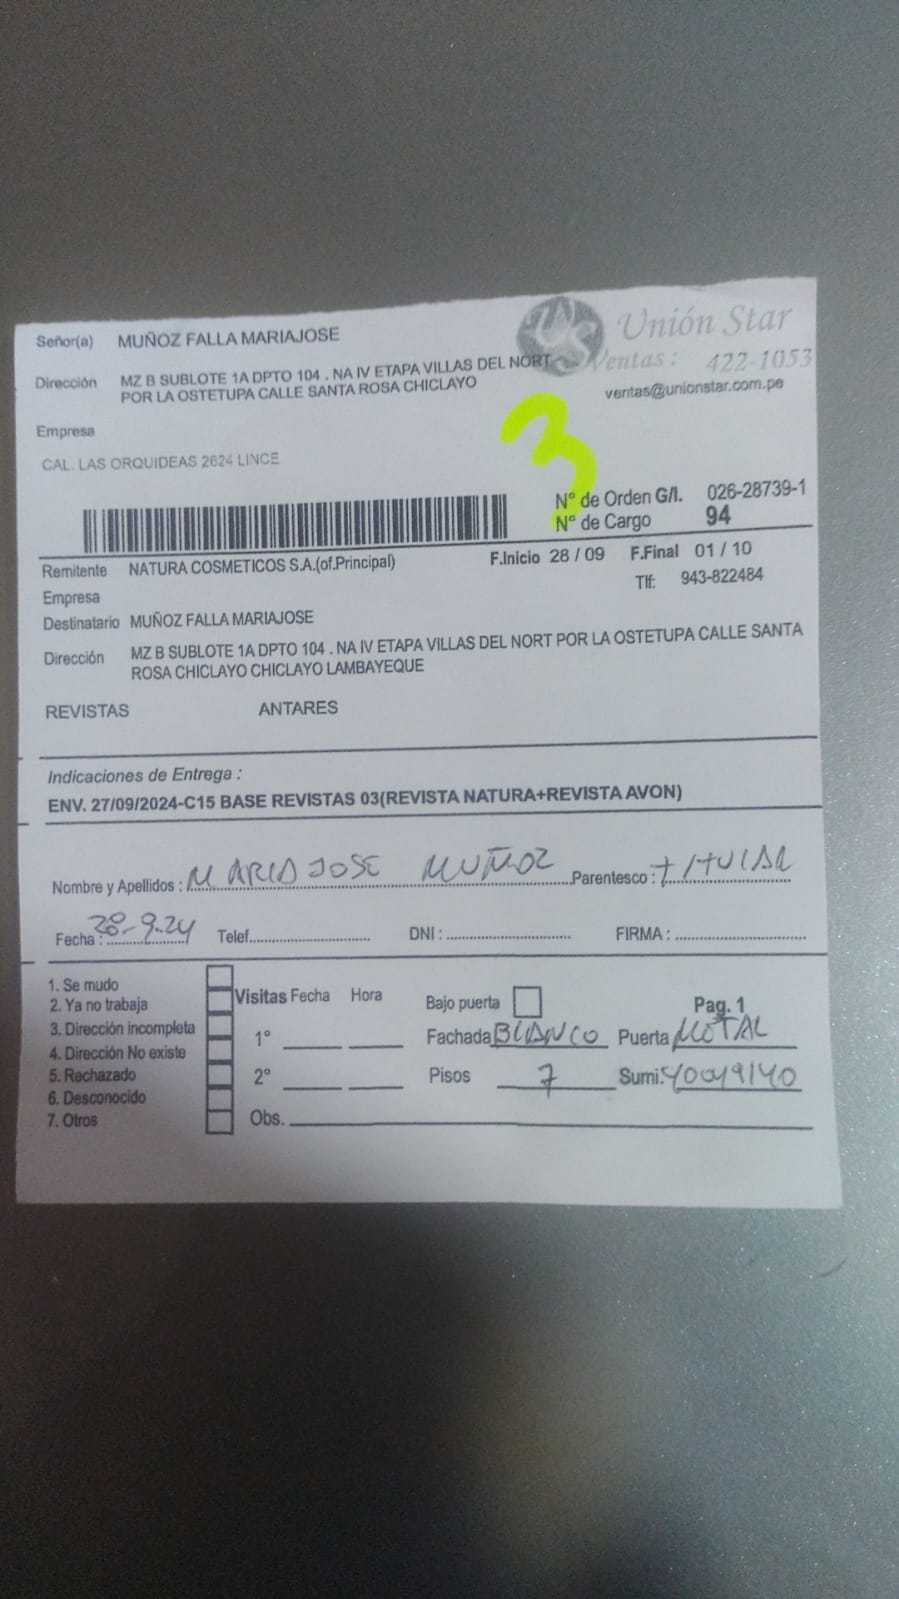 Señor(a) MUÑOZ FALLA MARIAJOSE
Unión Star
Dirección MZ B SUBLOTE 1A DPTO 104 . NA IV ETAPA VILLAS DEL NORT
POR LA OSTETUPA CALLE SANTA ROSA CHICLAYO
Ventas : 422-1053
ventas@unionstar.com.pe
Empresa
CAL. LAS ORQUIDEAS 2624 LINCE
3
N° de Orden G/I. 026-28739-1
N° de Cargo 94
Remitente NATURA COSMETICOS S.A.(of.Principal) F.Inicio 28 / 09 F.Final 01 / 10
Empresa Tlf: 943-822484
Destinatario MUÑOZ FALLA MARIAJOSE
Dirección MZ B SUBLOTE 1A DPTO 104 . NA IV ETAPA VILLAS DEL NORT POR LA OSTETUPA CALLE SANTA
ROSA CHICLAYO CHICLAYO LAMBAYEQUE
REVISTAS ANTARES
Indicaciones de Entrega :
ENV. 27/09/2024-C15 BASE REVISTAS 03(REVISTA NATURA+REVISTA AVON)
Nombre y Apellidos : MARIA JOSE MUÑOZ Parentesco : TITULAR
Fecha : 28-9-24 Telef. DNI : FIRMA :
1. Se mudo
2. Ya no trabaja
3. Dirección incompleta
4. Dirección No existe
5. Rechazado
6. Desconocido
7. Otros
Visitas Fecha Hora Bajo puerta Pag. 1
1° Fachada BLANCO Puerta METAL
2° Pisos 7 Sumi.
Obs.